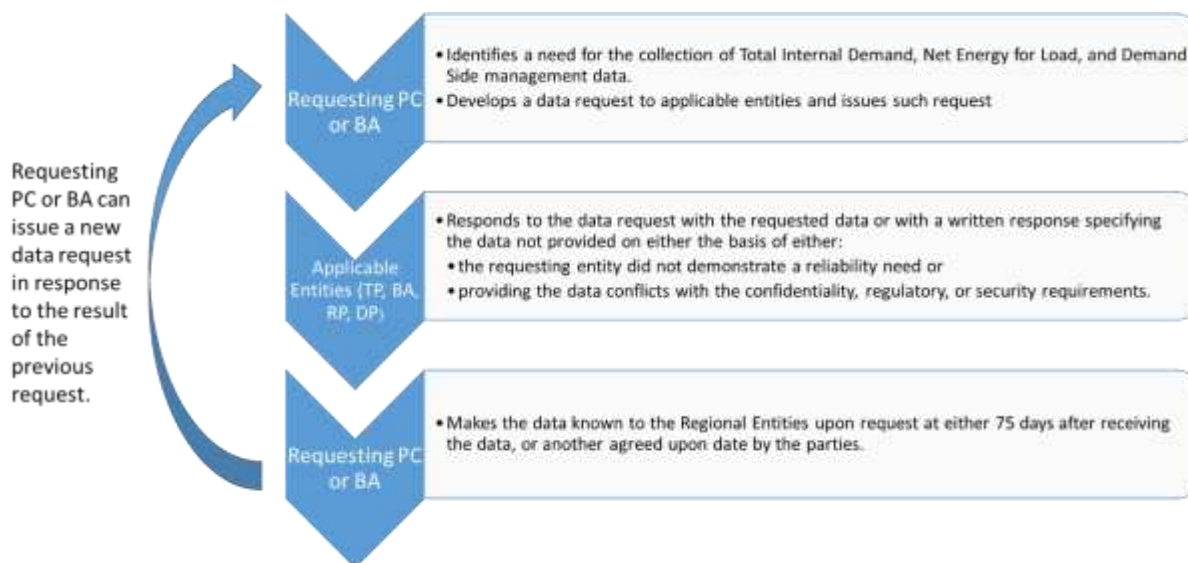 Requesting PC
or BA
• Identifies a need for the collection of Total Internal Demand, Net Energy for Load, and Demand
Side management data.
• Develops a data request to applicable entities and issues such request
Requesting
PC or BA can
issue a new
data request
in response
to the result
of the
previous
request.
Applicable
Entities (TP, BA,
RP, DP)
• Responds to the data request with the requested data or with a written response specifying
the data not provided on either the basis of either:
• the requesting entity did not demonstrate a reliability need or
• providing the data conflicts with the confidentiality, regulatory, or security requirements.
Requesting PC
or BA
• Makes the data known to the Regional Entities upon request at either 75 days after receiving
the data, or another agreed upon date by the parties.